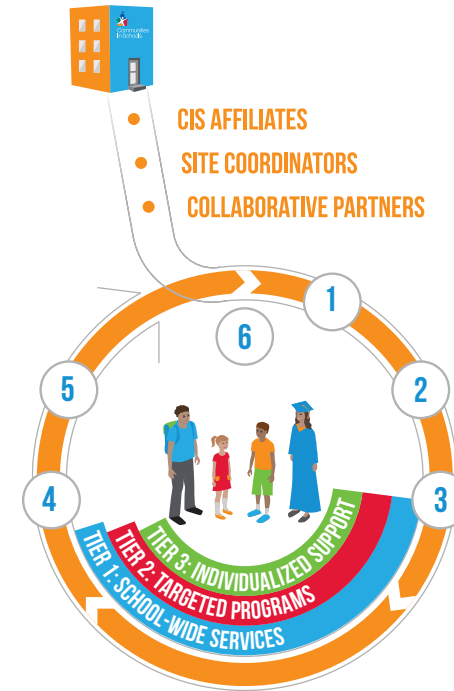 Communities
In Schools
CIS AFFILIATES
SITE COORDINATORS
COLLABORATIVE PARTNERS
1
6
2
5
3
4
TIER 3: INDIVIDUALIZED SUPPORT
TIER 2: TARGETED PROGRAMS
TIER 1: SCHOOL-WIDE SERVICES